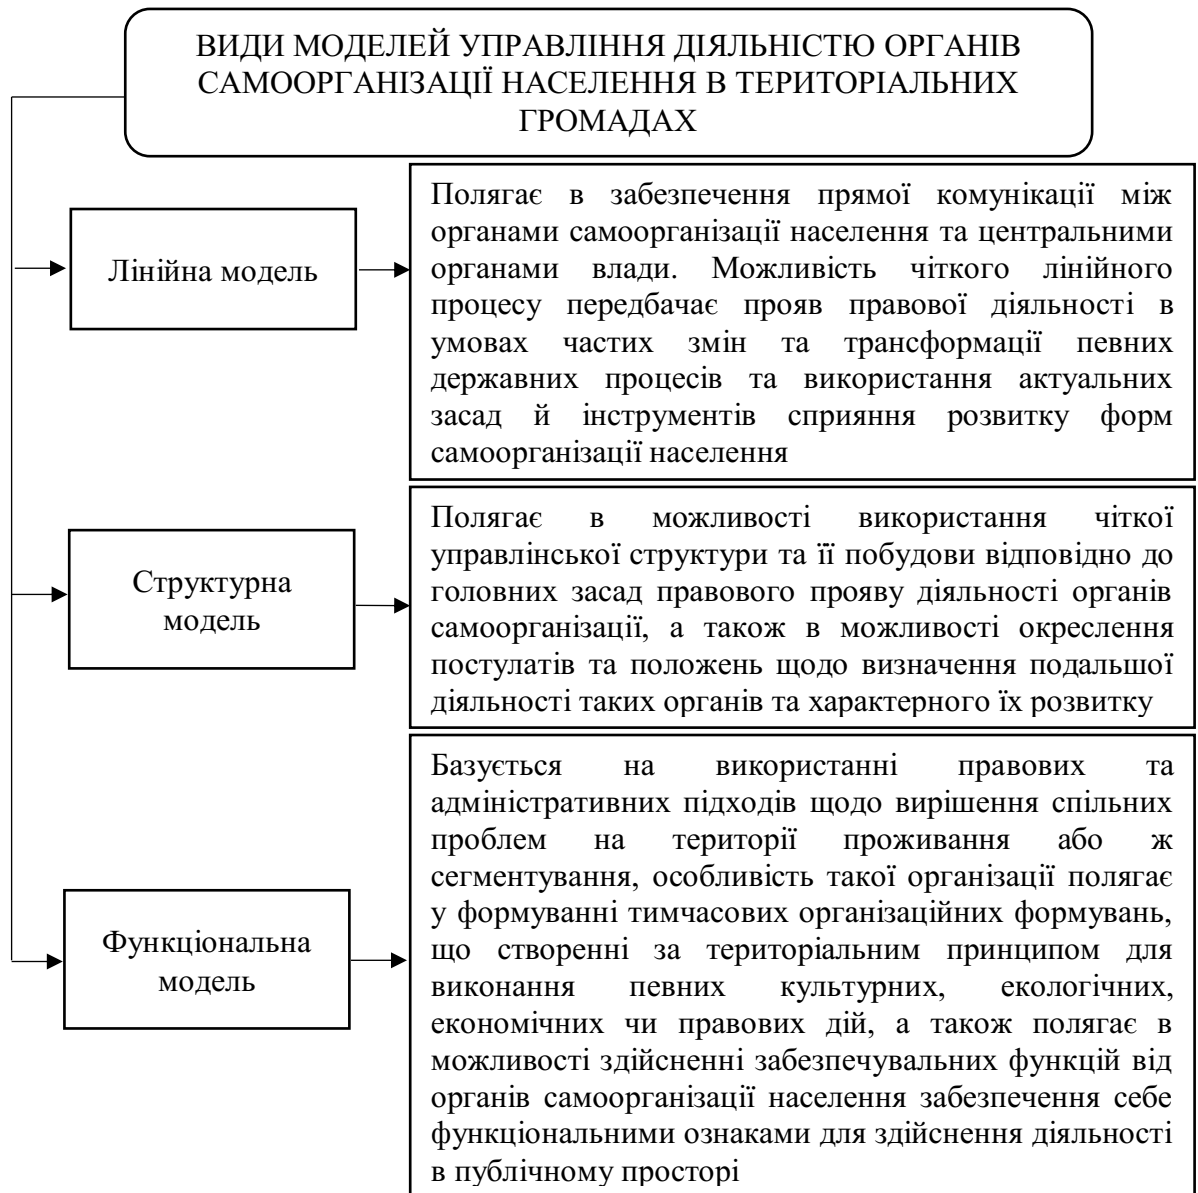 ВИДИ МОДЕЛЕЙ УПРАВЛІННЯ ДІЯЛЬНІСТЮ ОРГАНІВ
САМООРГАНІЗАЦІЇ НАСЕЛЕННЯ В ТЕРИТОРІАЛЬНИХ
ГРОМАДАХ
Лінійна модель
Полягає в забезпечення прямої комунікації між
органами самоорганізації населення та центральними
органами влади. Можливість чіткого лінійного
процесу передбачає прояв правової діяльності в
умовах частих змін та трансформації певних
державних процесів та використання актуальних
засад й інструментів сприяння розвитку форм
самоорганізації населення
Структурна
модель
Полягає в можливості використання чіткої
управлінської структури та її побудови відповідно до
головних засад правового прояву діяльності органів
самоорганізації, а також в можливості окреслення
постулатів та положень щодо визначення подальшої
діяльності таких органів та характерного їх розвитку
Функціональна
модель
Базується на використанні правових та
адміністративних підходів щодо вирішення спільних
проблем на території проживання або ж
сегментування, особливість такої організації полягає
у формуванні тимчасових організаційних формувань,
що створенні за територіальним принципом для
виконання певних культурних, екологічних,
економічних чи правових дій, а також полягає в
можливості здійсненні забезпечувальних функцій від
органів самоорганізації населення забезпечення себе
функціональними ознаками для здійснення діяльності
в публічному просторі